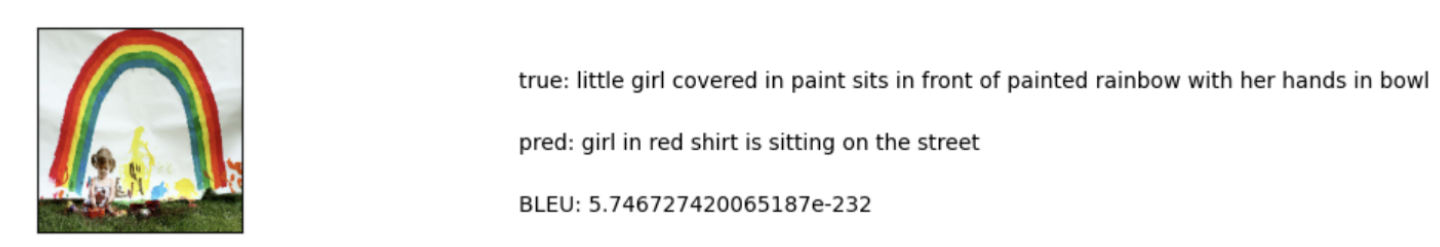 true: little girl covered in paint sits in front of painted rainbow with her hands in bowl
pred: girl in red shirt is sitting on the street
BLEU: 5.746727420065187e-232